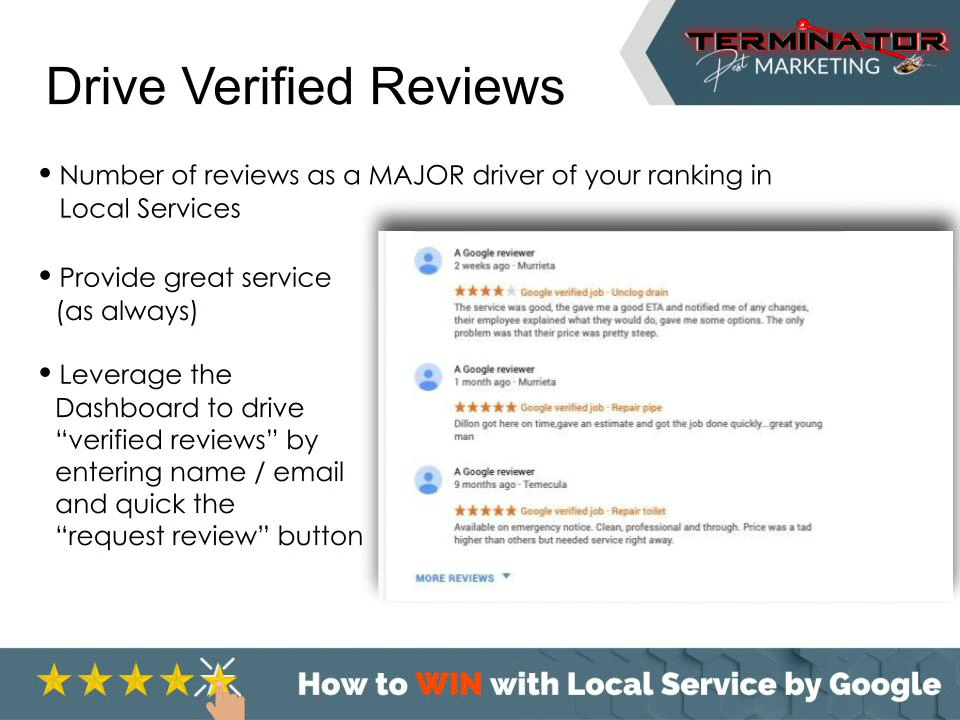 TERMINATOR
Pest MARKETING
Drive Verified Reviews
• Number of reviews as a MAJOR driver of your ranking in
Local Services
• Provide great service
(as always)
• Leverage the
Dashboard to drive
“verified reviews” by
entering name / email
and quick the
“request review” button
A Google reviewer
2 weeks ago · Murrieta
Google verified job · Unclog drain
The service was good, the gave me a good ETA and notified me of any changes,
their employee explained what they would do, gave me some options. The only
problem was that their price was pretty steep.
A Google reviewer
1 month ago · Murrieta
Google verified job · Repair pipe
Dillon got here on time,gave an estimate and got the job done quickly...great young
man
A Google reviewer
9 months ago · Temecula
Google verified job · Repair toilet
Available on emergency notice. Clean, professional and through. Price was a tad
higher than others but needed service right away.
MORE REVIEWS
How to WIN with Local Service by Google